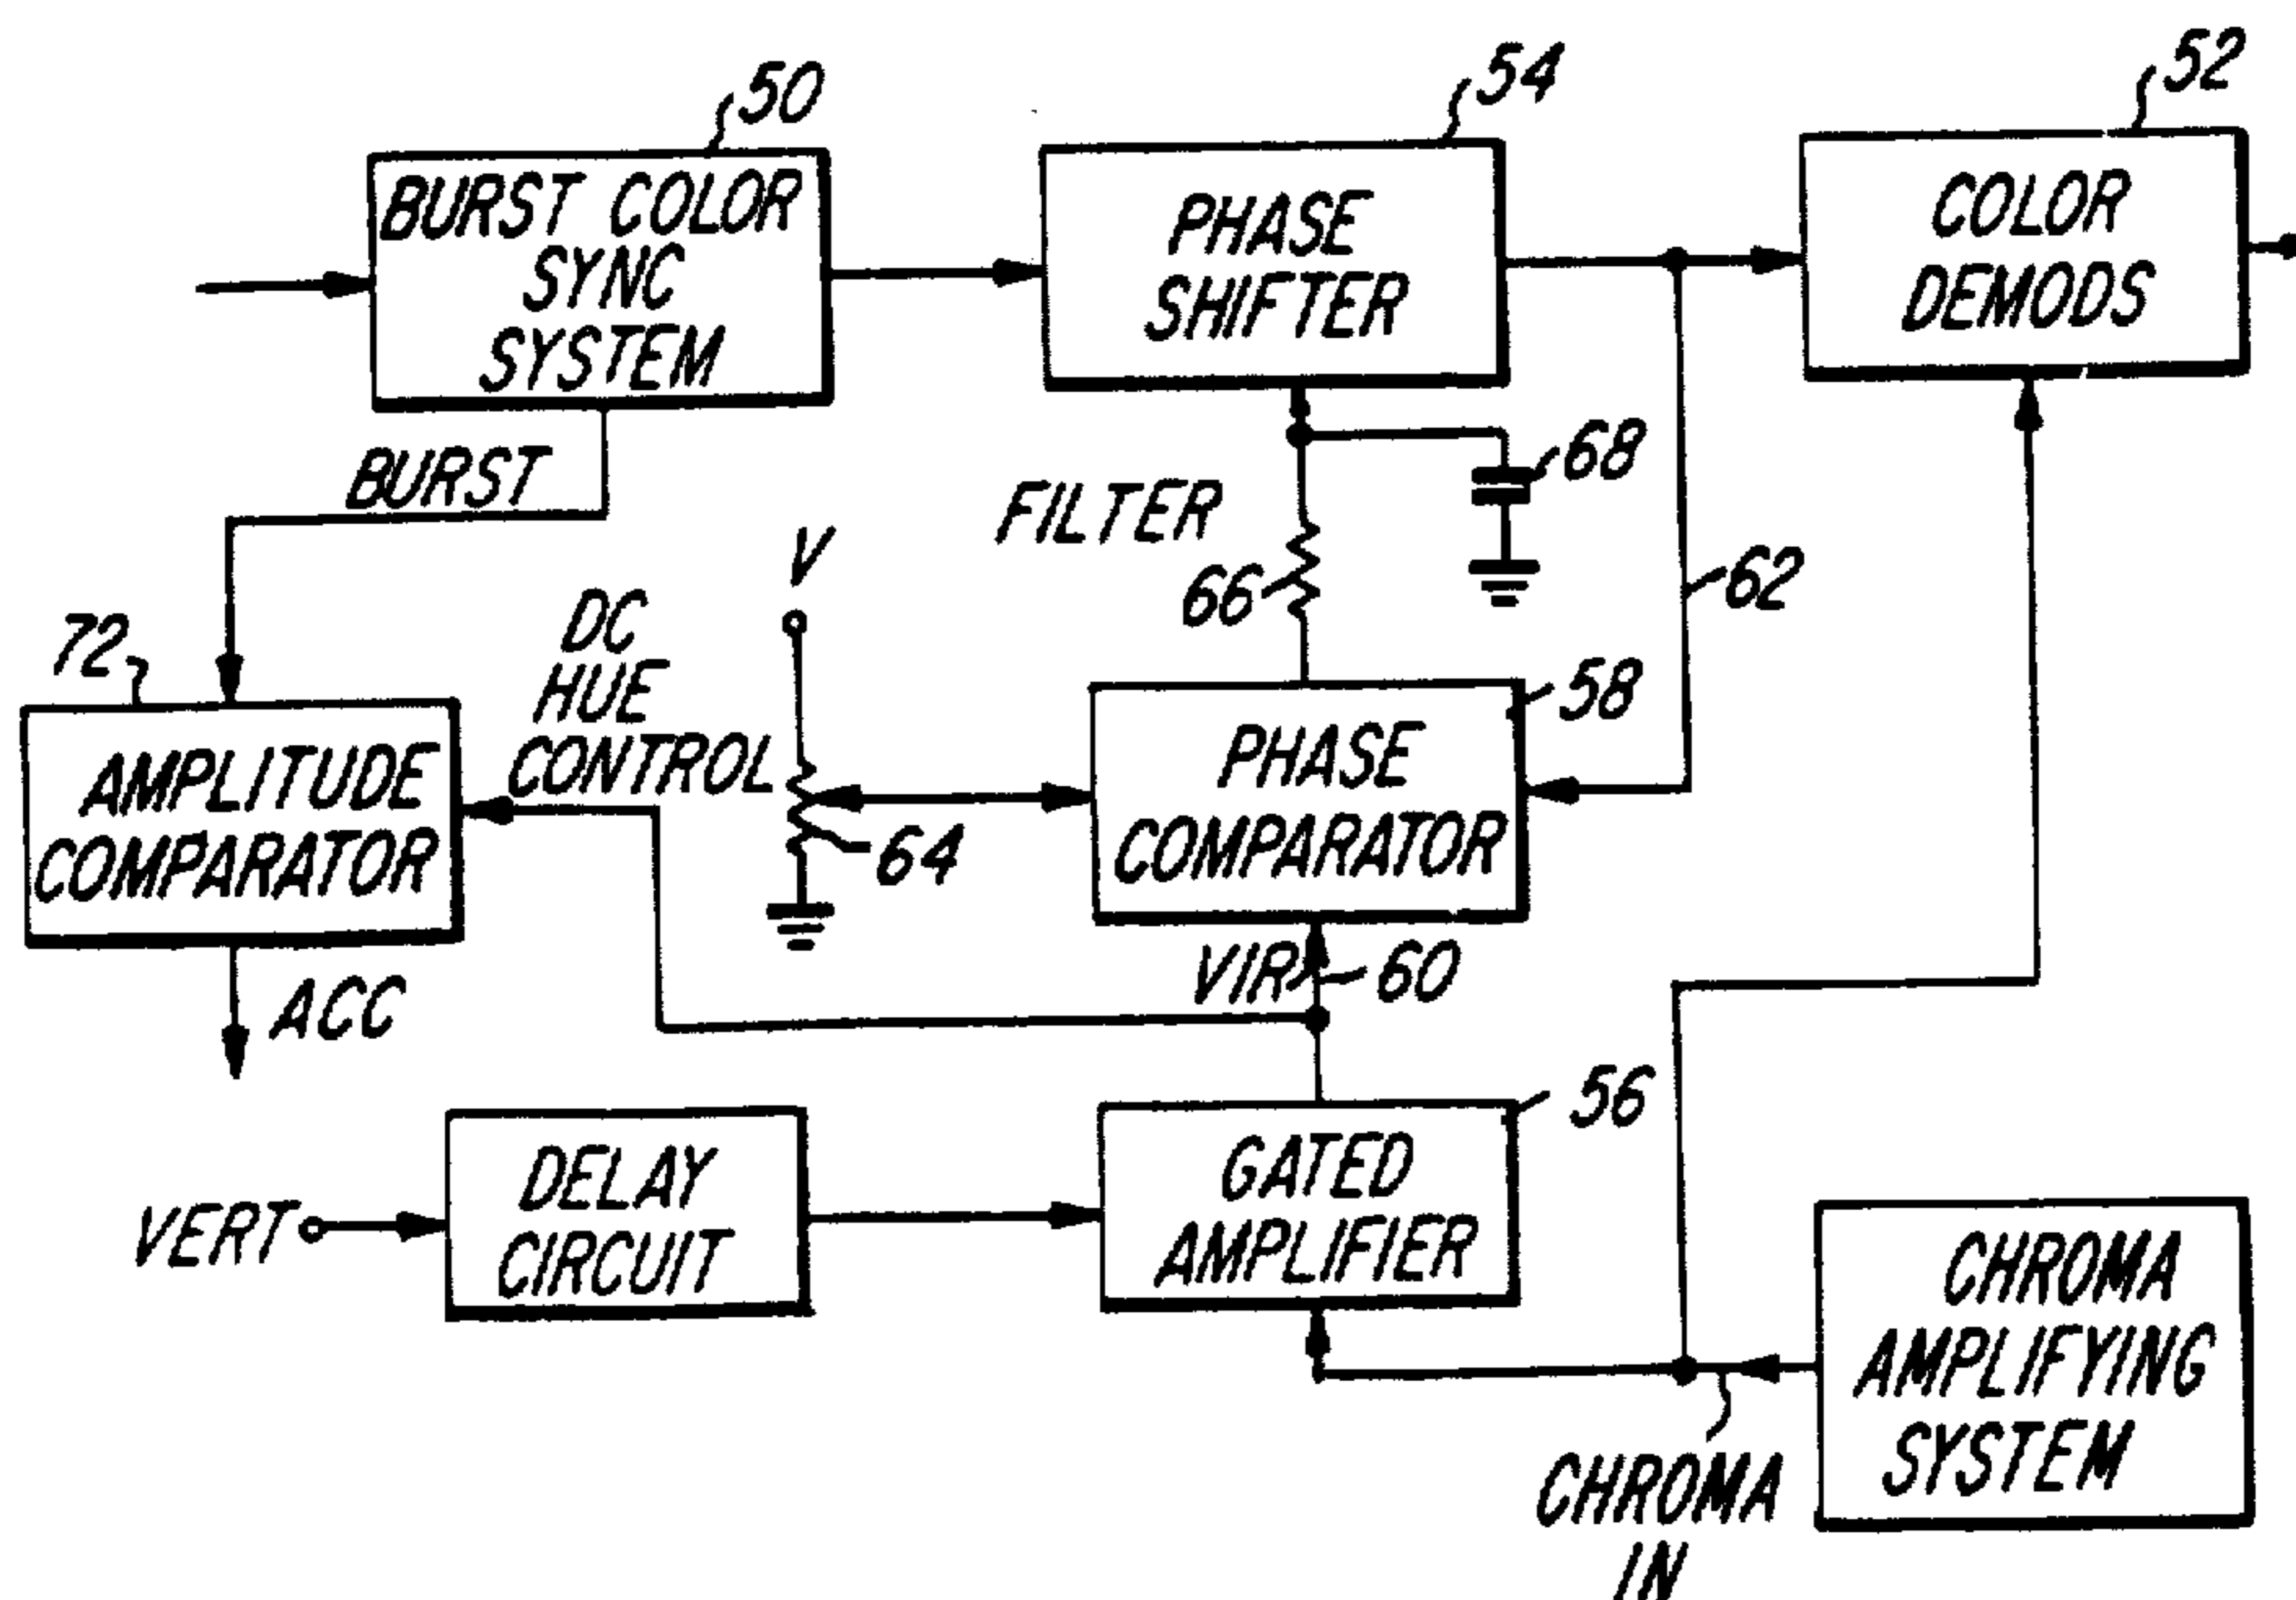 50
54
52
BURST COLOR
SYNC
SYSTEM
PHASE
SHIFTER
COLOR
DEMODS
BURST
FILTER
68
66
62
V
DC
HUE
CONTROL
64
72
AMPLITUDE
COMPARATOR
58
PHASE
COMPARATOR
VIR
60
ACC
56
VERT
DELAY
CIRCUIT
GATED
AMPLIFIER
CHROMA
AMPLIFYING
SYSTEM
CHROMA
IN